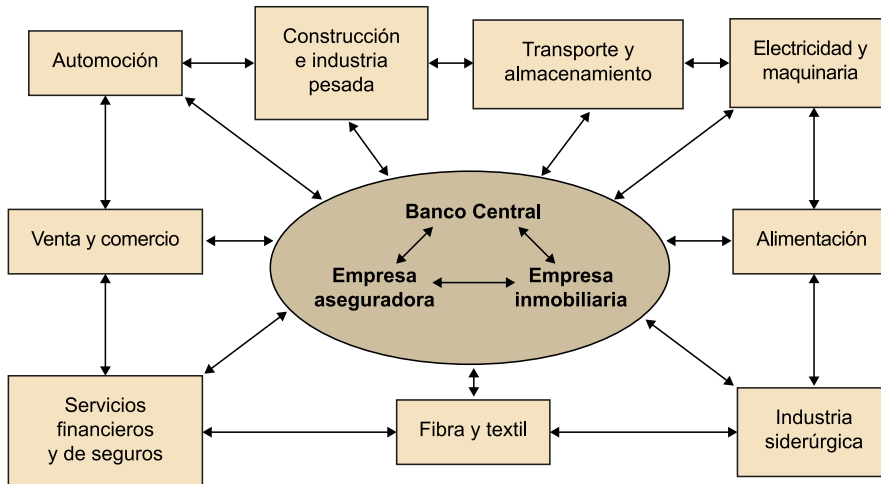 Automoción
Construcción
e industria
pesada
Transporte y
almacenamiento
Electricidad y
maquinaria
Venta y comercio
Banco Central
Empresa
aseguradora
Empresa
inmobiliaria
Alimentación
Servicios
financieros
y de seguros
Fibra y textil
Industria
siderúrgica